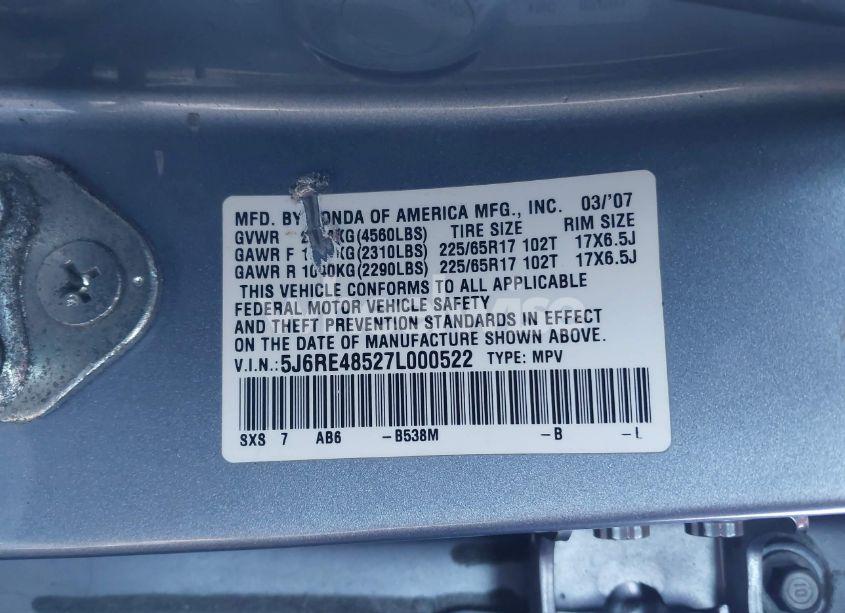 MFD. BY HONDA OF AMERICA MFG., INC. 03/'07
GVWR KG(4560LBS) TIRE SIZE RIM SIZE
GAWR F KG(2310LBS) 225/65R17 102T 17X6.5J
GAWR R 1040KG(2290LBS) 225/65R17 102T 17X6.5J
THIS VEHICLE CONFORMS TO ALL APPLICABLE
FEDERAL MOTOR VEHICLE SAFETY
AND THEFT PREVENTION STANDARDS IN EFFECT
ON THE DATE OF MANUFACTURE SHOWN ABOVE.
V.I.N.: 5J6RE48527L000522 TYPE: MPV
SXS 7 AB6 -B538M -B -L